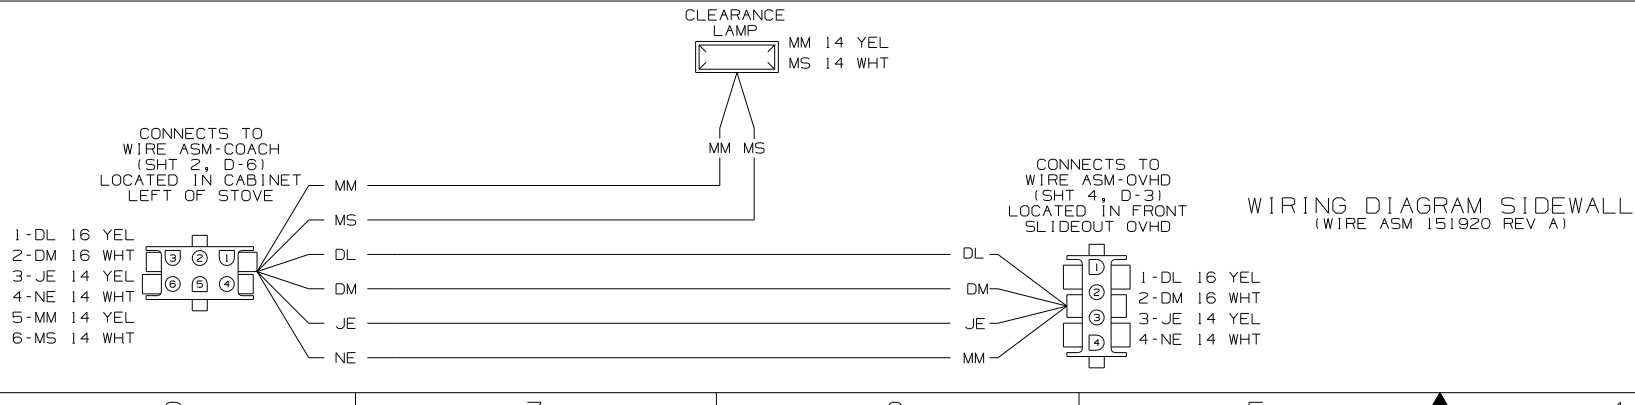 CLEARANCE
LAMP
MM 14 YEL
MS 14 WHT
MM MS
CONNECTS TO
WIRE ASM-COACH
(SHT 2, D-6)
LOCATED IN CABINET
LEFT OF STOVE
1-DL 16 YEL
2-DM 16 WHT
3-JE 14 YEL
4-NE 14 WHT
5-MM 14 YEL
6-MS 14 WHT
3 2 1
6 5 4
MM
MS
DL
DM
JE
NE
DL
DM
JE
MM
CONNECTS TO
WIRE ASM-OVHD
(SHT 4, D-3)
LOCATED IN FRONT
SLIDEOUT OVHD
1
2
3
4
1-DL 16 YEL
2-DM 16 WHT
3-JE 14 YEL
4-NE 14 WHT
WIRING DIAGRAM SIDEWALL
(WIRE ASM 151920 REV A)